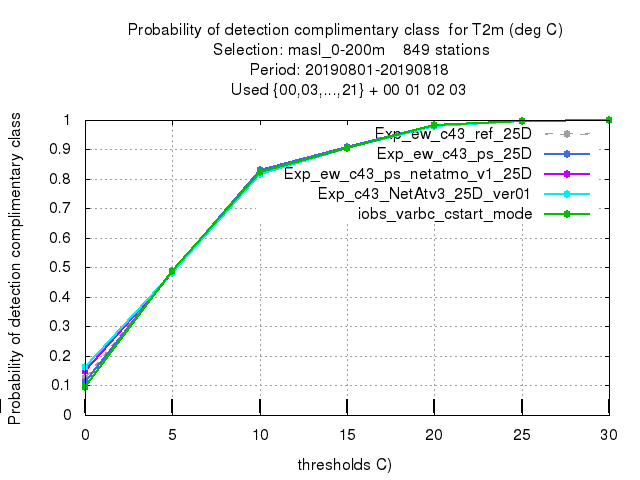 Probability of detection complimentary class  for T2m (deg C)
Selection: masl_0-200m    849 stations
Period: 20190801-20190818
Used {00,03,...,21} + 00 01 02 03
Probability of detection complimentary class
1
0.9
0.8
0.7
0.6
0.5
0.4
0.3
0.2
0.1
0
Exp_ew_c43_ref_25D
Exp_ew_c43_ps_25D
Exp_ew_c43_ps_netatmo_v1_25D
Exp_c43_NetAtv3_25D_ver01
iobs_varbc_cstart_mode
0 5 10 15 20 25 30
thresholds C)